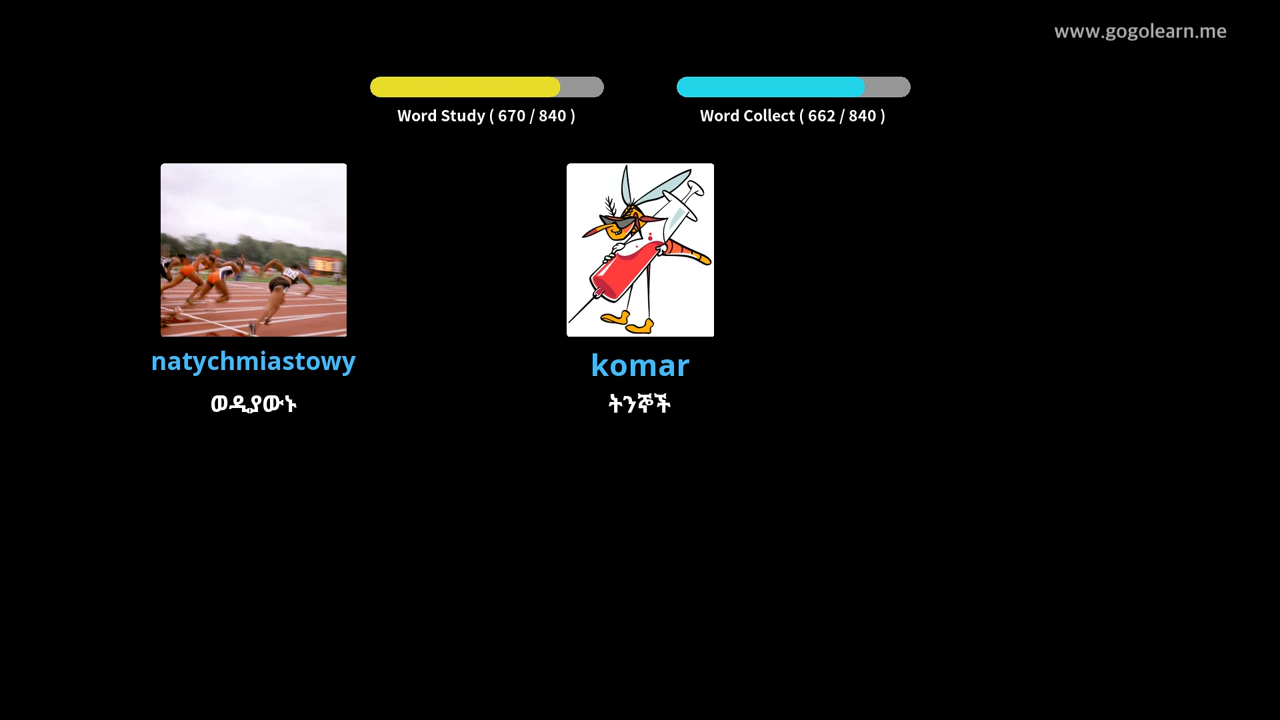 www.gogolearn.me
Word Study ( 670 / 840 )
Word Collect ( 662 / 840 )
natychmiastowy
ወዲያውኑ
komar
ትንኞች